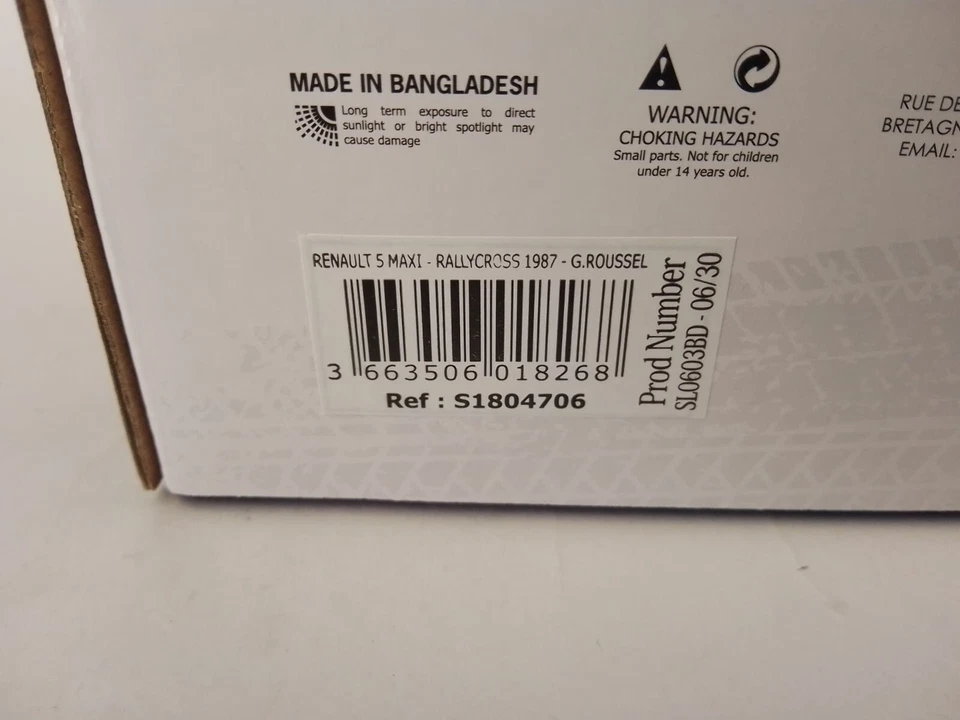 MADE IN BANGLADESH
Long term exposure to direct
sunlight or bright spotlight may
cause damage
WARNING:
CHOKING HAZARDS
Small parts. Not for children
under 14 years old.
RUE DE
BRETAGN
EMAIL:
RENAULT 5 MAXI - RALLYCROSS 1987 - G.ROUSSEL
3 663506 018268
Ref : S1804706
Prod Number
SL0603BD - 06/30